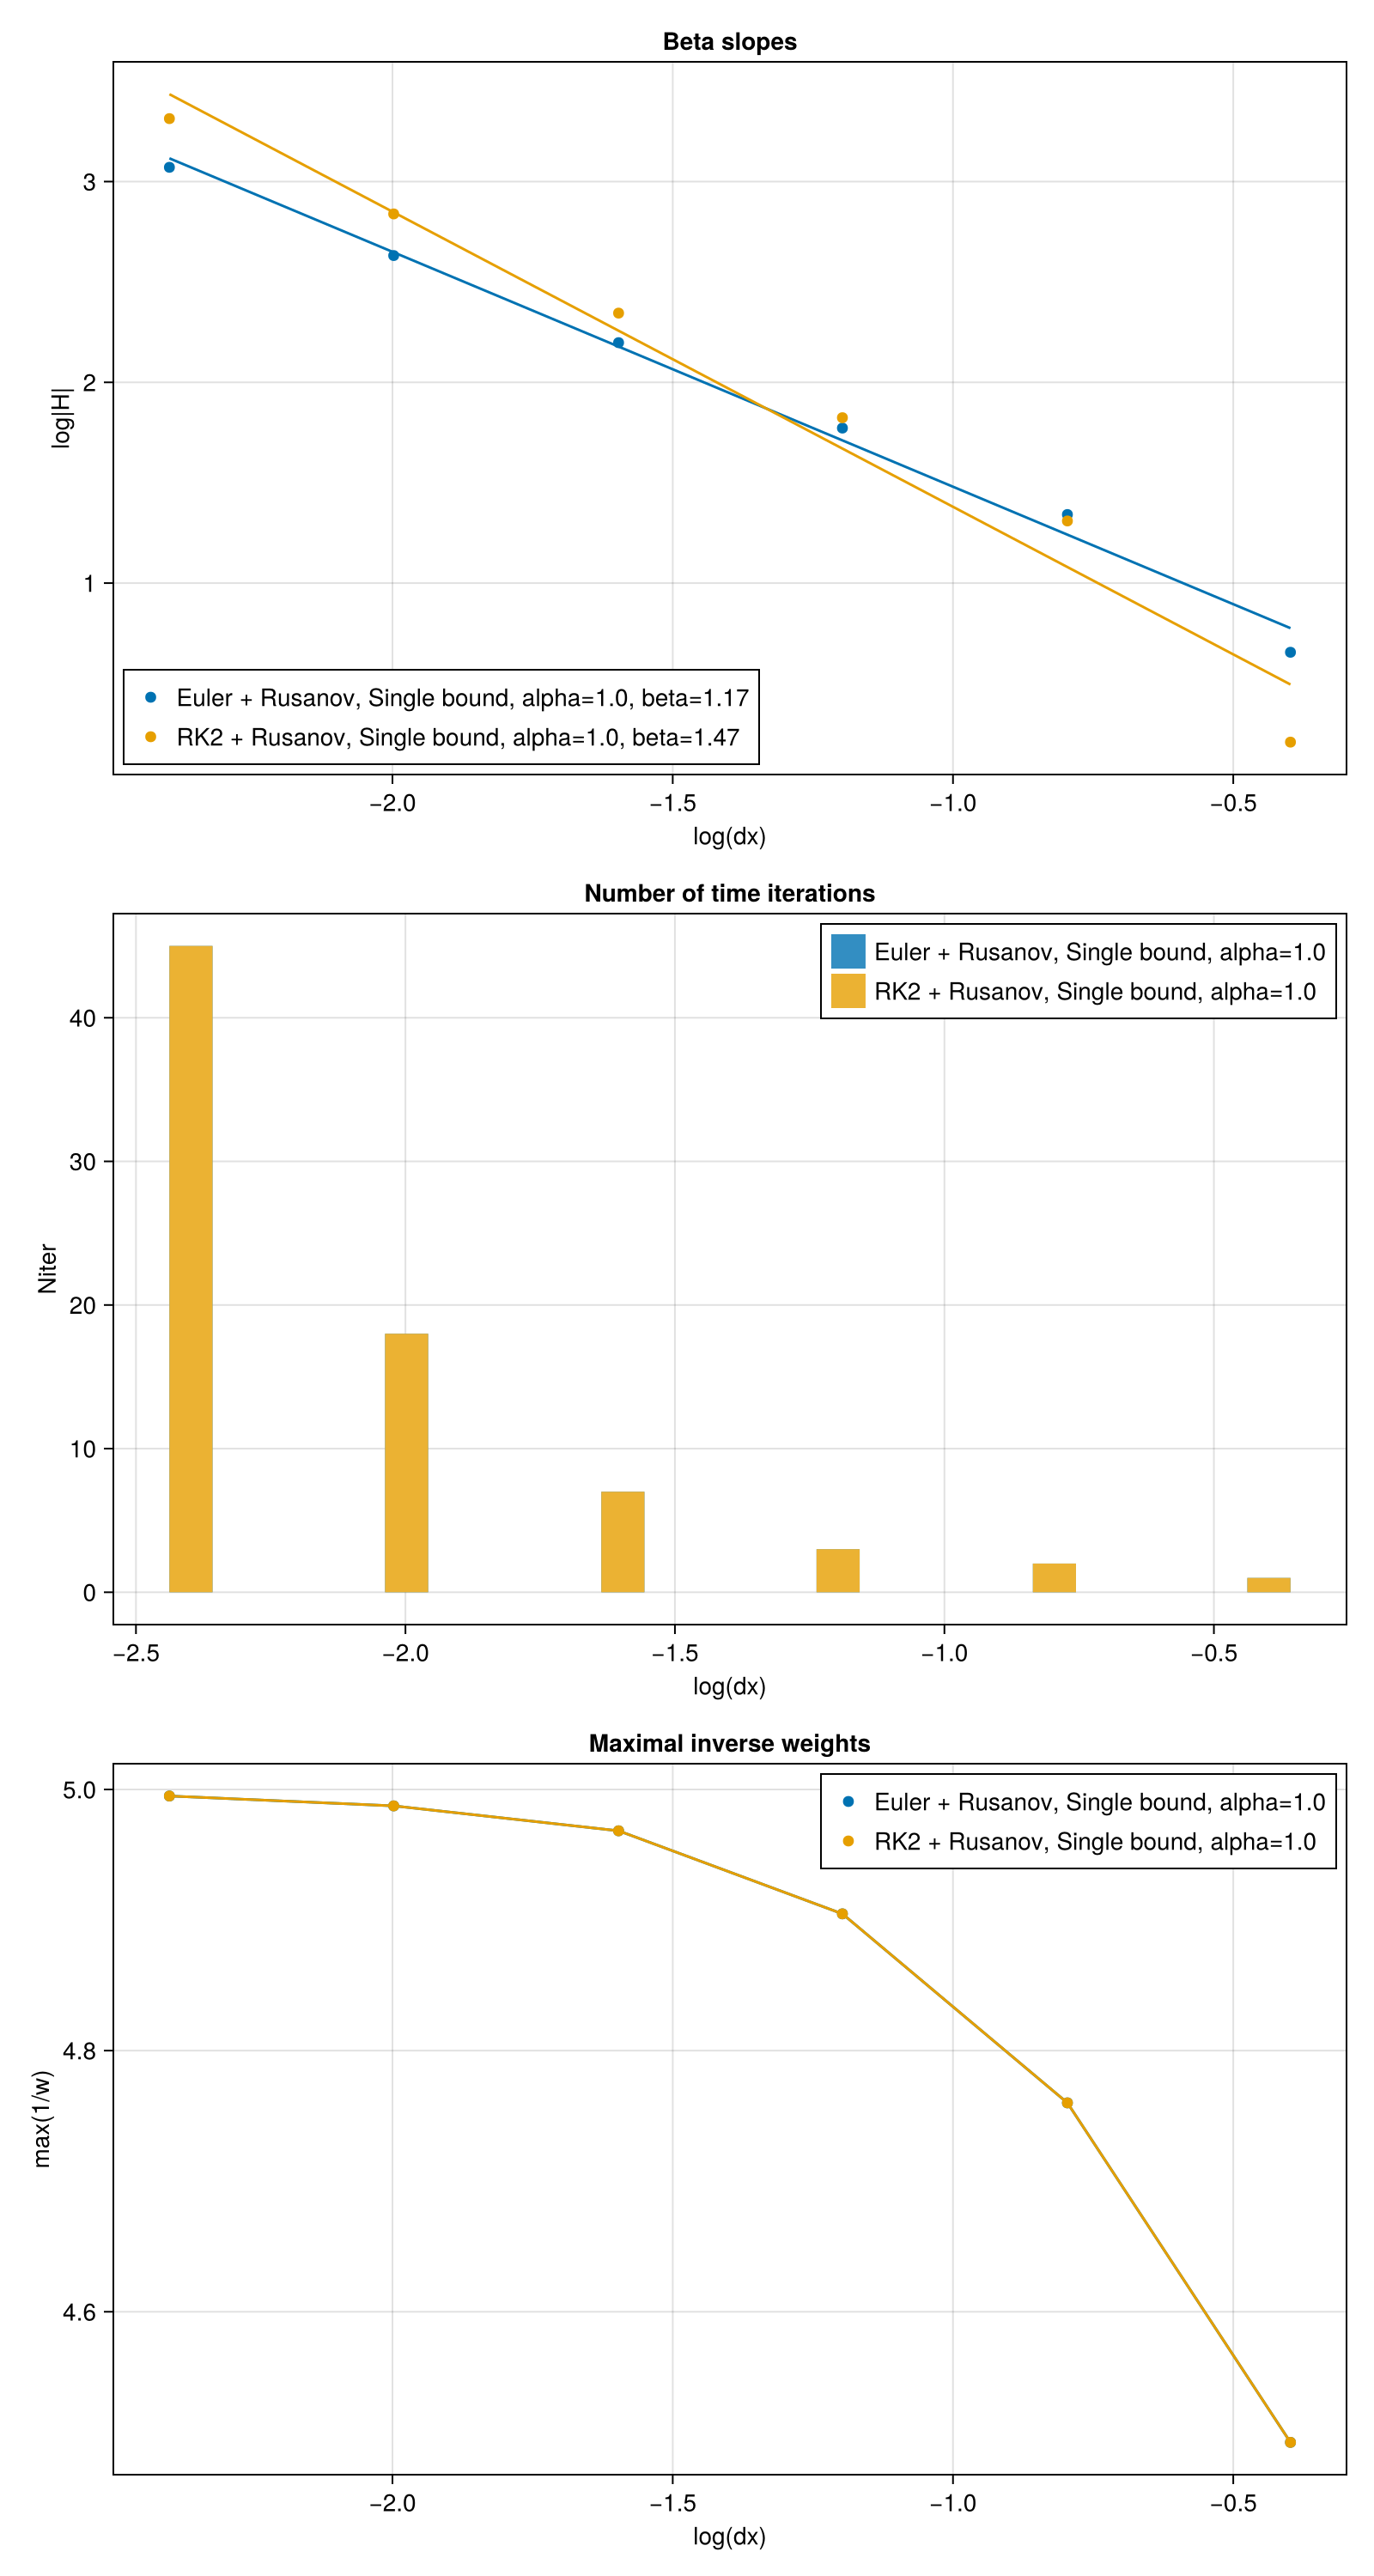 Beta slopes
3
2
1
log|H|
Euler + Rusanov, Single bound, alpha=1.0, beta=1.17
RK2 + Rusanov, Single bound, alpha=1.0, beta=1.47
−2.0 −1.5 −1.0 −0.5
log(dx)
Number of time iterations
Euler + Rusanov, Single bound, alpha=1.0
RK2 + Rusanov, Single bound, alpha=1.0
40
30
20
10
0
Niter
−2.5 −2.0 −1.5 −1.0 −0.5
log(dx)
Maximal inverse weights
Euler + Rusanov, Single bound, alpha=1.0
RK2 + Rusanov, Single bound, alpha=1.0
5.0
4.8
4.6
max(1/w)
−2.0 −1.5 −1.0 −0.5
log(dx)